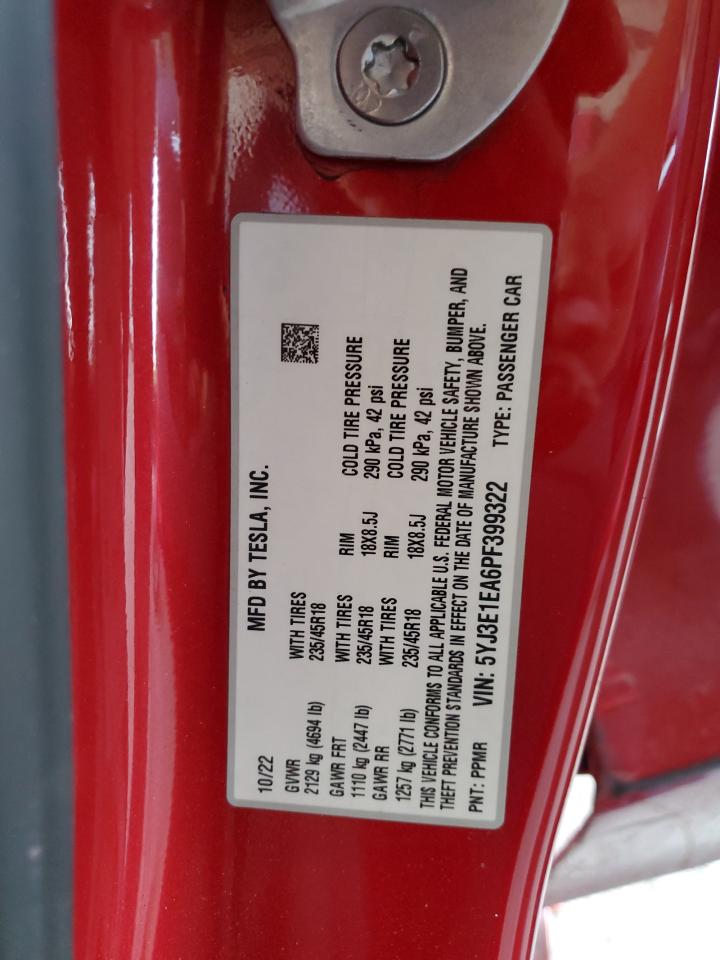 MFD BY TESLA, INC.
10/22
GVWR WITH TIRES
2129 kg (4694 lb) 235/45R18
GAWR FRT WITH TIRES RIM COLD TIRE PRESSURE
1110 kg (2447 lb) 235/45R18 18X8.5J 290 kPa, 42 psi
GAWR RR WITH TIRES RIM COLD TIRE PRESSURE
1257 kg (2771 lb) 235/45R18 18X8.5J 290 kPa, 42 psi
THIS VEHICLE CONFORMS TO ALL APPLICABLE U.S. FEDERAL MOTOR VEHICLE SAFETY, BUMPER, AND
THEFT PREVENTION STANDARDS IN EFFECT ON THE DATE OF MANUFACTURE SHOWN ABOVE.
PNT: PPMR VIN: 5YJ3E1EA6PF399322 TYPE: PASSENGER CAR